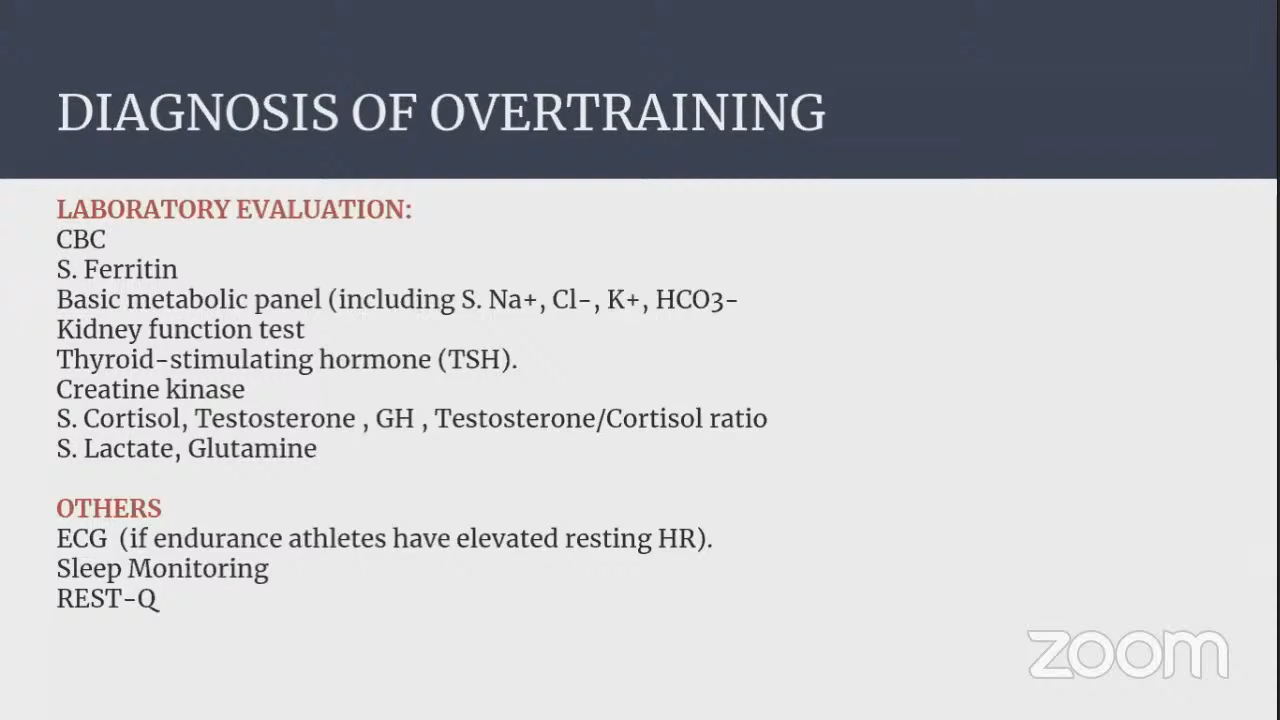 DIAGNOSIS OF OVERTRAINING
LABORATORY EVALUATION:
CBC
S. Ferritin
Basic metabolic panel (including S. Na+, Cl-, K+, HCO3-
Kidney function test
Thyroid-stimulating hormone (TSH).
Creatine kinase
S. Cortisol, Testosterone , GH , Testosterone/Cortisol ratio
S. Lactate, Glutamine
OTHERS
ECG  (if endurance athletes have elevated resting HR).
Sleep Monitoring
REST-Q
zoom